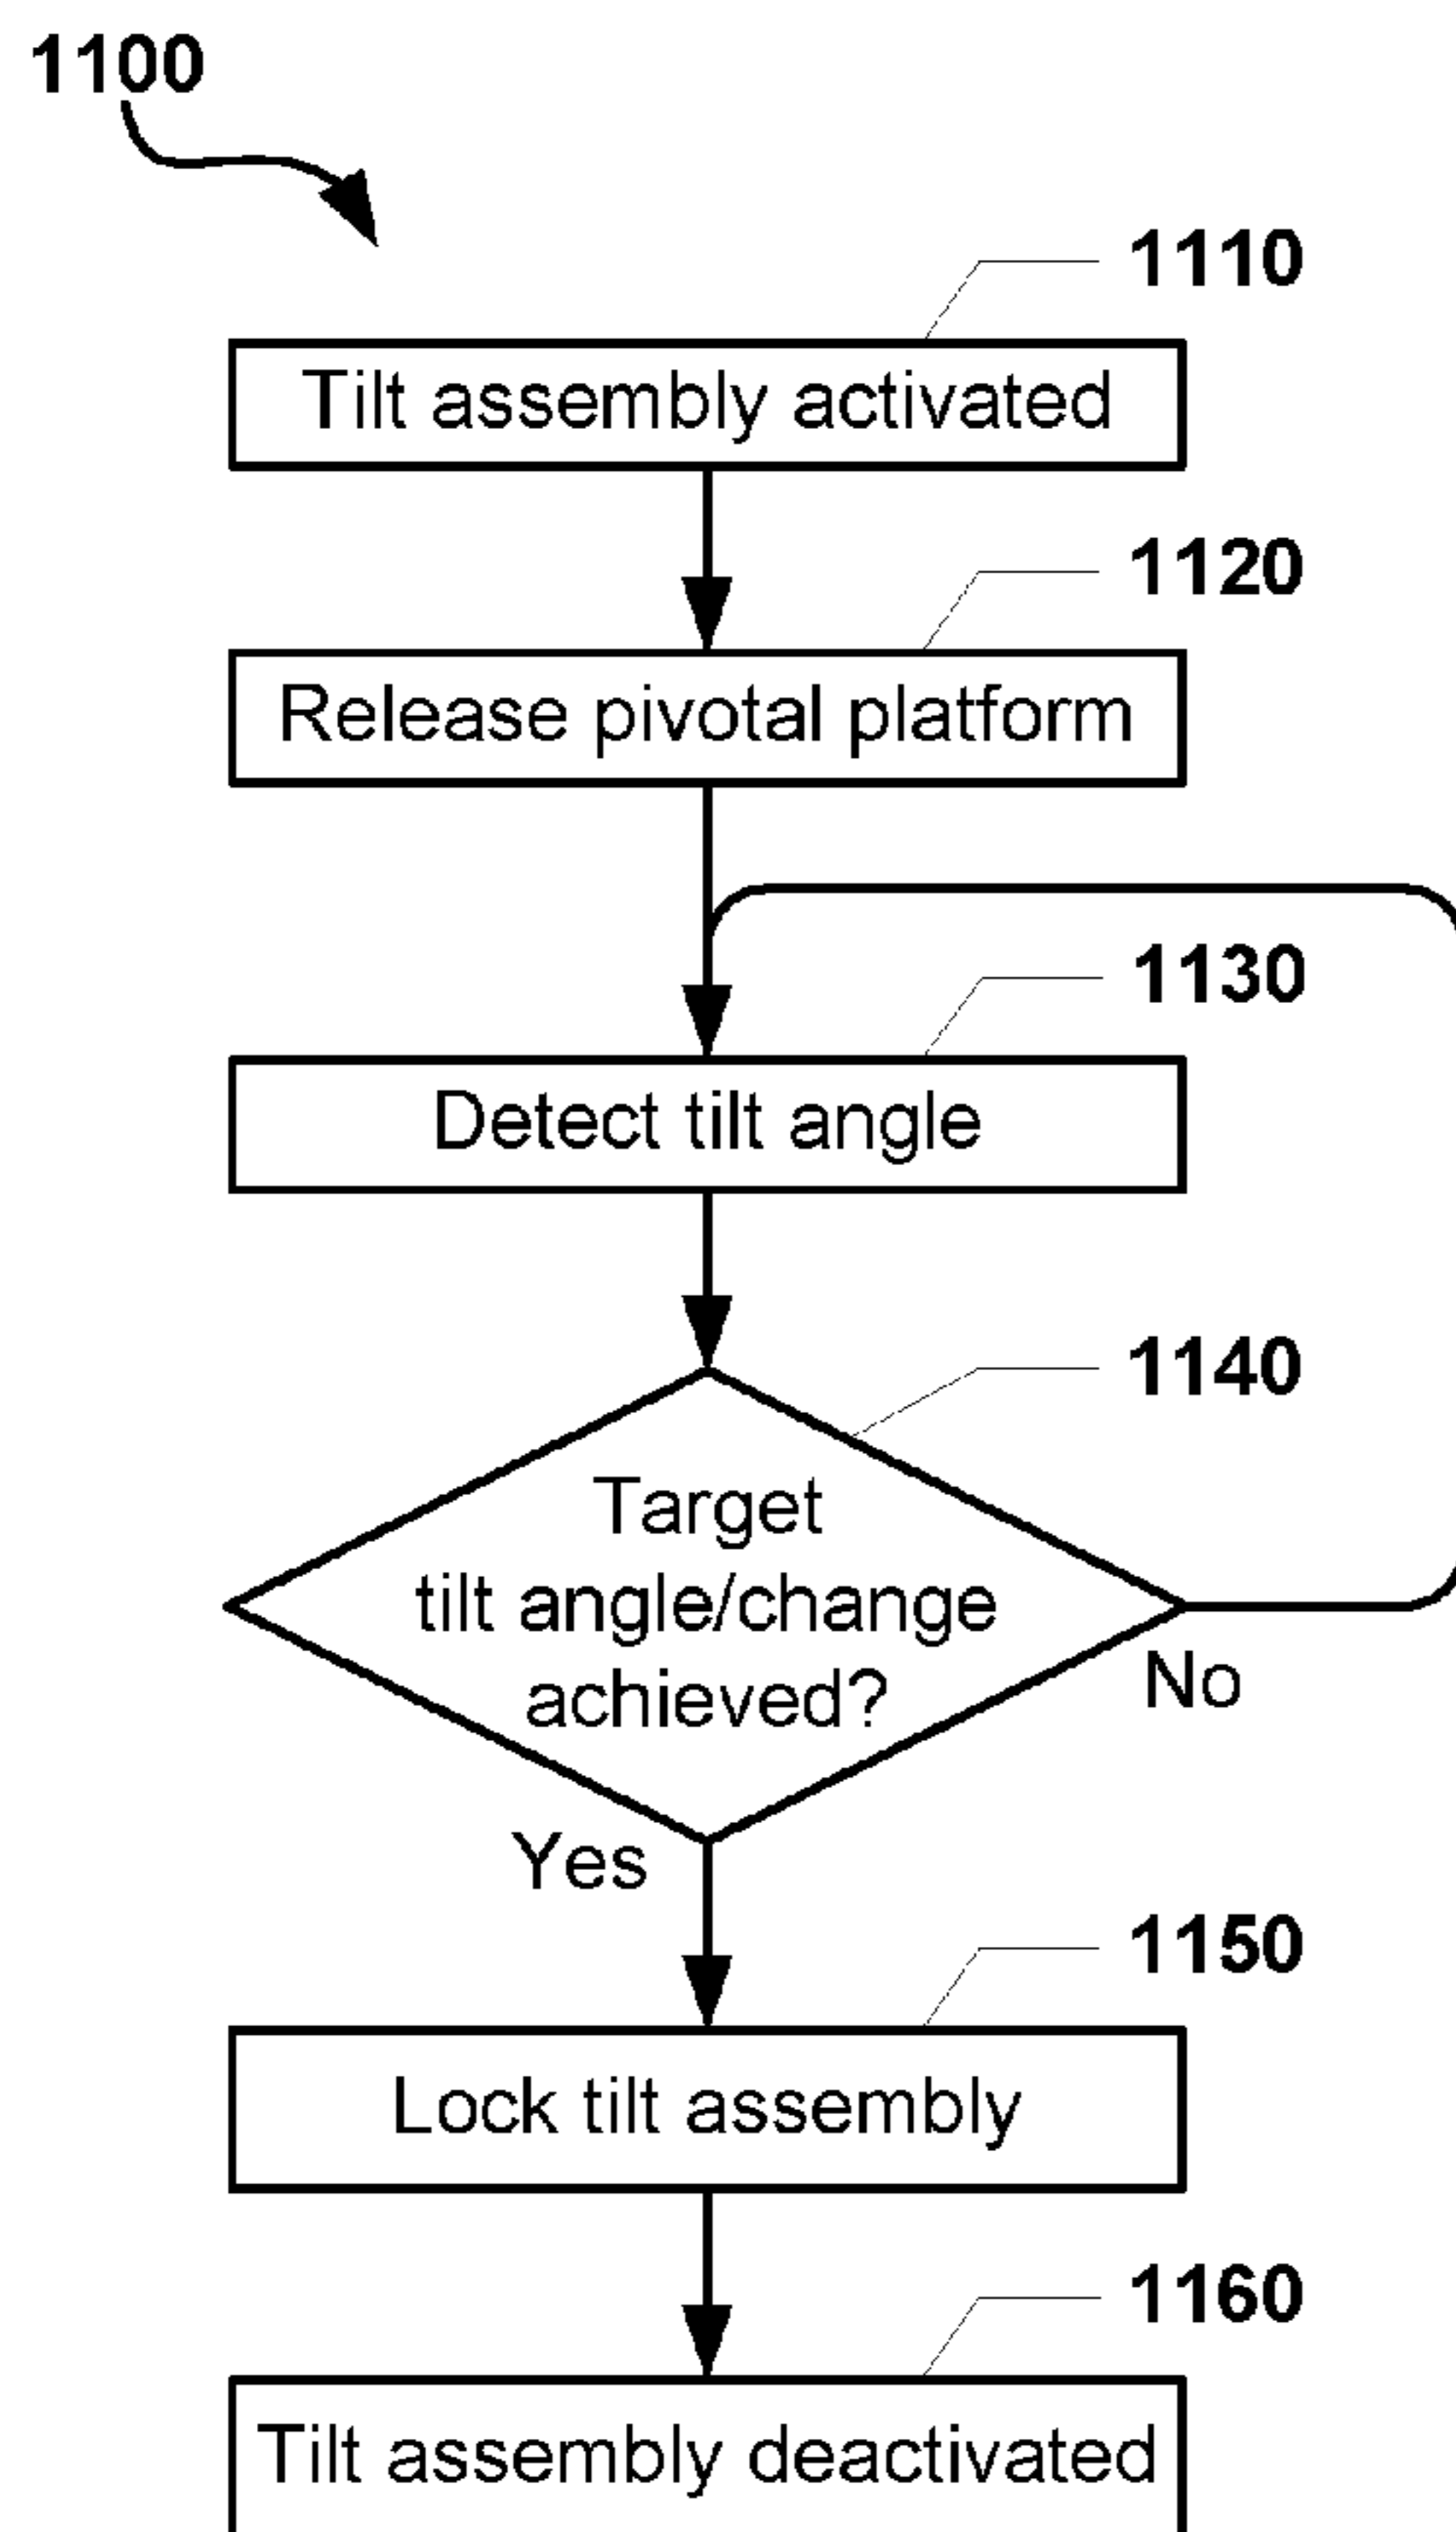 1100
1110
Tilt assembly activated
1120
Release pivotal platform
1130
Detect tilt angle
1140
Target
tilt angle/change
achieved?
No
Yes
1150
Lock tilt assembly
1160
Tilt assembly deactivated